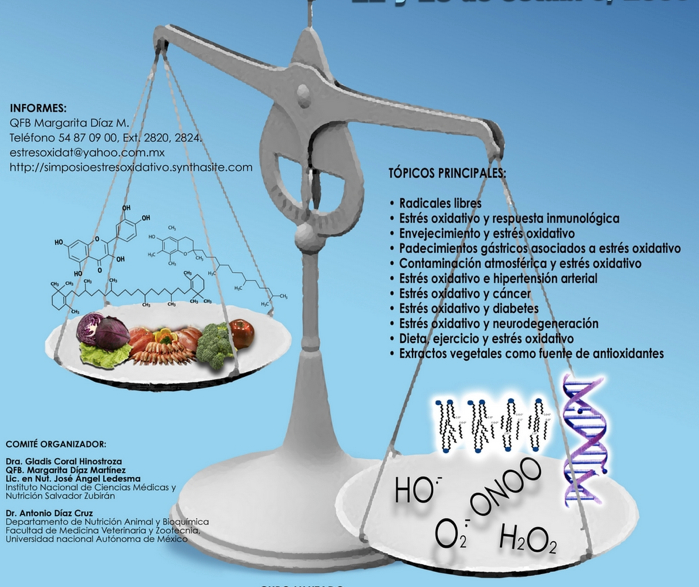 INFORMES:
QFB Margarita Díaz M.
Teléfono 54 87 09 00, Ext. 2820, 2824.
estresoxidat@yahoo.com.mx
http://simposioestresoxidativo.synthasite.com
TÓPICOS PRINCIPALES:
• Radicales libres
• Estrés oxidativo y respuesta inmunológica
• Envejecimiento y estrés oxidativo
• Padecimientos gástricos asociados a estrés oxidativo
• Contaminación atmosférica y estrés oxidativo
• Estrés oxidativo e hipertensión arterial
• Estrés oxidativo y cáncer
• Estrés oxidativo y diabetes
• Estrés oxidativo y neurodegeneración
• Dieta, ejercicio y estrés oxidativo
• Extractos vegetales como fuente de antioxidantes
COMITÉ ORGANIZADOR:
Dra. Gladis Coral Hinostroza
QFB. Margarita Díaz Martínez
Lic. en Nut. José Ángel Ledesma
Instituto Nacional de Ciencias Médicas y
Nutrición Salvador Zubirán
Dr. Antonio Díaz Cruz
Departamento de Nutrición Animal y Bioquímica
Facultad de Medicina Veterinaria y Zootecnia,
Universidad nacional Autónoma de México
HO⁻
ONOO⁻
O₂⁻
H₂O₂